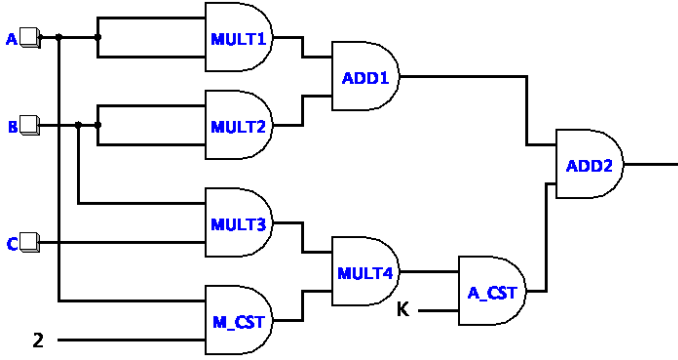 A
MULT1
ADD1
B
MULT2
ADD2
C
MULT3
MULT4
A_CST
K
M_CST
2